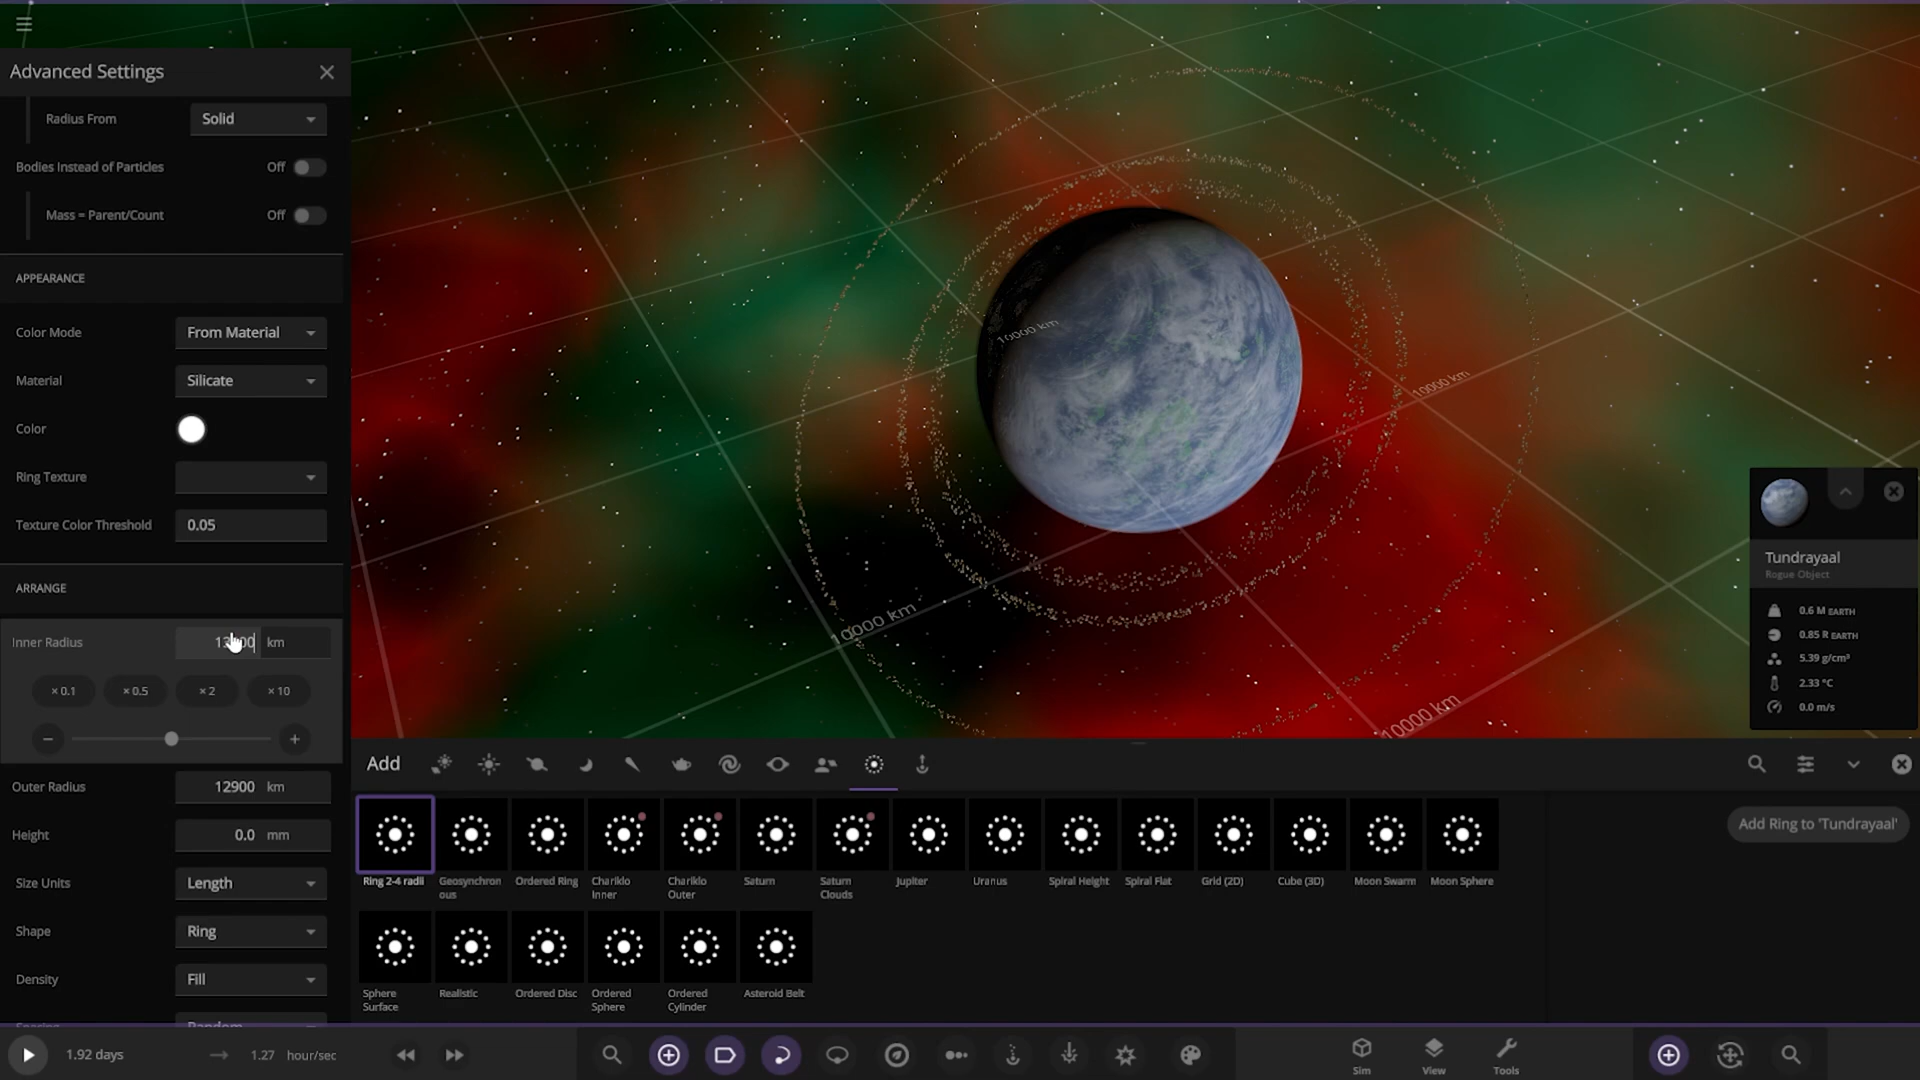 Advanced Settings
Radius From
Solid
Bodies Instead of Particles
Off
Mass = Parent/Count
Off
APPEARANCE
Color Mode
From Material
Material
Silicate
Color
Ring Texture
Texture Color Threshold
0.05
ARRANGE
Inner Radius
km
× 0.1
× 0.5
× 2
× 10
Outer Radius
12900 km
Height
0.0 mm
Size Units
Length
Shape
Ring
Density
Fill
10000 km
10000 km
10000 km
10000 km
Tundrayaal
Rogue Object
0.6 M EARTH
0.85 R EARTH
5.39 g/cm³
2.33 °C
0.0 m/s
Add
Ring 2-4 radii
Geosynchron
ous
Ordered Ring
Chariklo
Inner
Chariklo
Outer
Saturn
Saturn
Clouds
Jupiter
Uranus
Spiral Height
Spiral Flat
Grid (2D)
Cube (3D)
Moon Swarm
Moon Sphere
Sphere
Surface
Realistic
Ordered Disc
Ordered
Sphere
Ordered
Cylinder
Asteroid Belt
Add Ring to 'Tundrayaal'
1.92 days
1.27 hour/sec
Sim
View
Tools